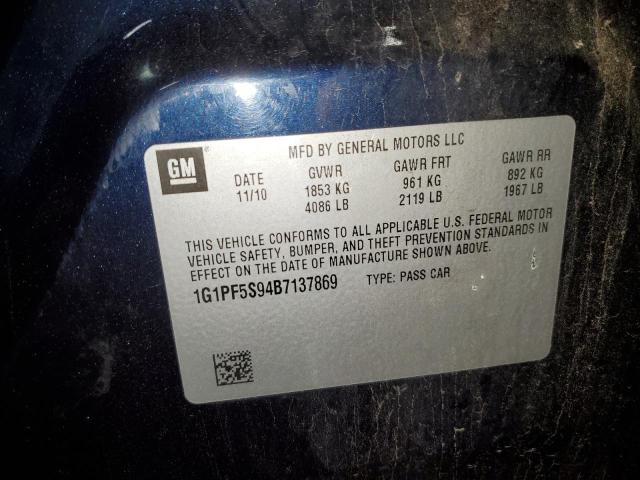 GM
MFD BY GENERAL MOTORS LLC
DATE GVWR GAWR FRT GAWR RR
11/10 1853 KG 961 KG 892 KG
4086 LB 2119 LB 1967 LB
THIS VEHICLE CONFORMS TO ALL APPLICABLE U.S. FEDERAL MOTOR
VEHICLE SAFETY, BUMPER, AND THEFT PREVENTION STANDARDS IN
EFFECT ON THE DATE OF MANUFACTURE SHOWN ABOVE.
1G1PF5S94B7137869 TYPE: PASS CAR